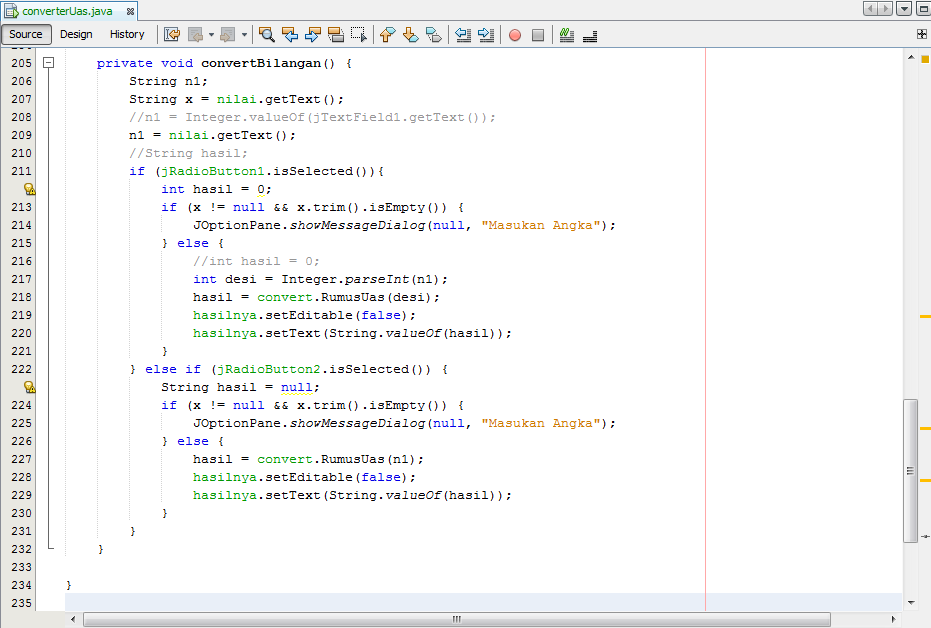 converterUas.java
Source Design History
205 private void convertBilangan() {
206 String n1;
207 String x = nilai.getText();
208 //n1 = Integer.valueOf(jTextField1.getText());
209 n1 = nilai.getText();
210 //String hasil;
211 if (jRadioButton1.isSelected()){
int hasil = 0;
213 if (x != null && x.trim().isEmpty()) {
214 JOptionPane.showMessageDialog(null, "Masukan Angka");
215 } else {
216 //int hasil = 0;
217 int desi = Integer.parseInt(n1);
218 hasil = convert.RumusUas(desi);
219 hasilnya.setEditable(false);
220 hasilnya.setText(String.valueOf(hasil));
221 }
222 } else if (jRadioButton2.isSelected()) {
String hasil = null;
224 if (x != null && x.trim().isEmpty()) {
225 JOptionPane.showMessageDialog(null, "Masukan Angka");
226 } else {
227 hasil = convert.RumusUas(n1);
228 hasilnya.setEditable(false);
229 hasilnya.setText(String.valueOf(hasil));
230 }
231 }
232 }
233
234 }
235